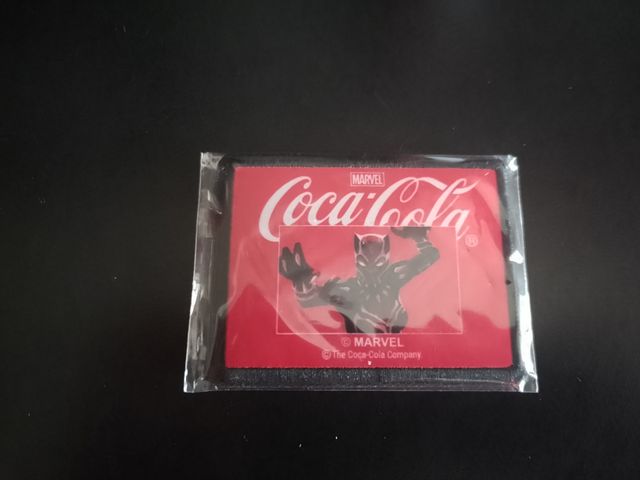 MARVEL
Coca-Cola
®
© MARVEL
©The Coca-Cola Company.